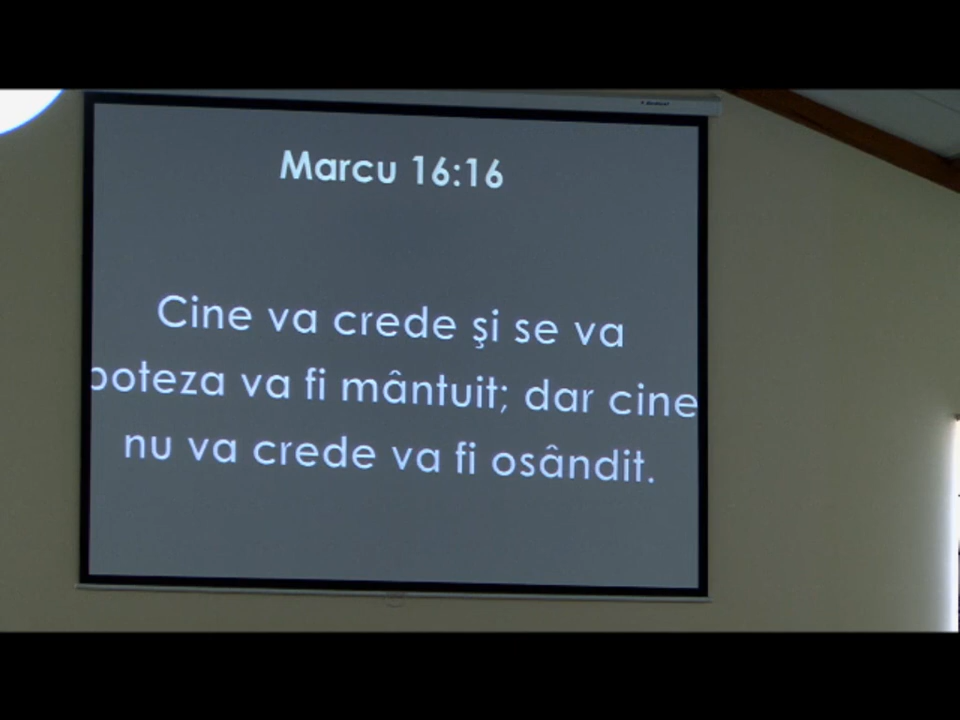 Marcu 16:16
Cine va crede şi se va
boteza va fi mântuit; dar cine
nu va crede va fi osândit.